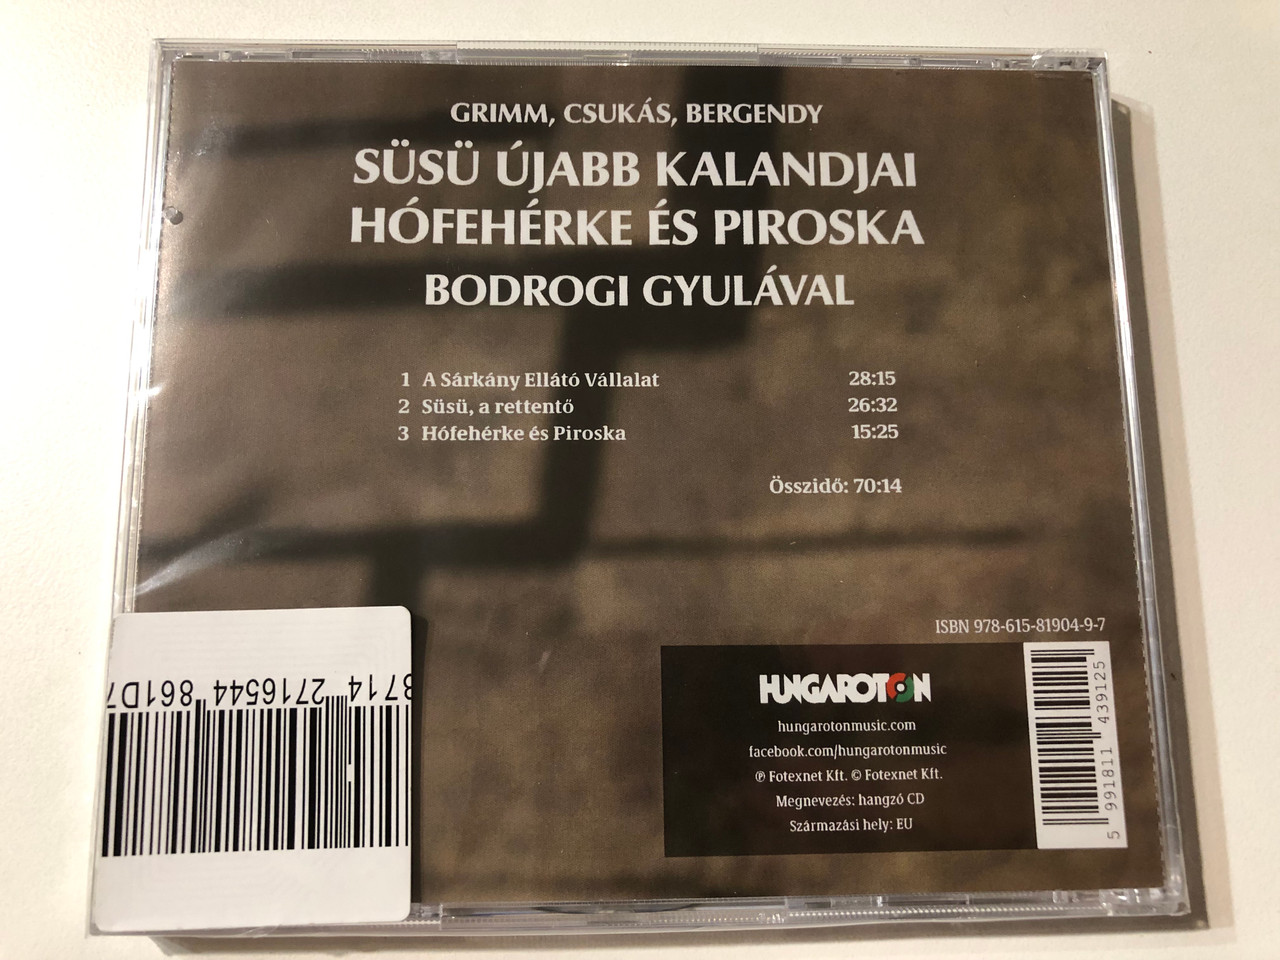 GRIMM, CSUKÁS, BERGENDY
SÜSÜ ÚJABB KALANDJAI
HÓFEHÉRKE ÉS PIROSKA
BODROGI GYULÁVAL
1 A Sárkány Ellátó Vállalat 28:15
2 Süsü, a rettentő 26:32
3 Hófehérke és Piroska 15:25
Összidő: 70:14
ISBN 978-615-81904-9-7
HUNGAROTON
hungarotonmusic.com
facebook.com/hungarotonmusic
℗ Fotexnet Kft. © Fotexnet Kft.
Megnevezés: hangzó CD
Származási hely: EU
5 991811 439125
3714 2716544 861D7